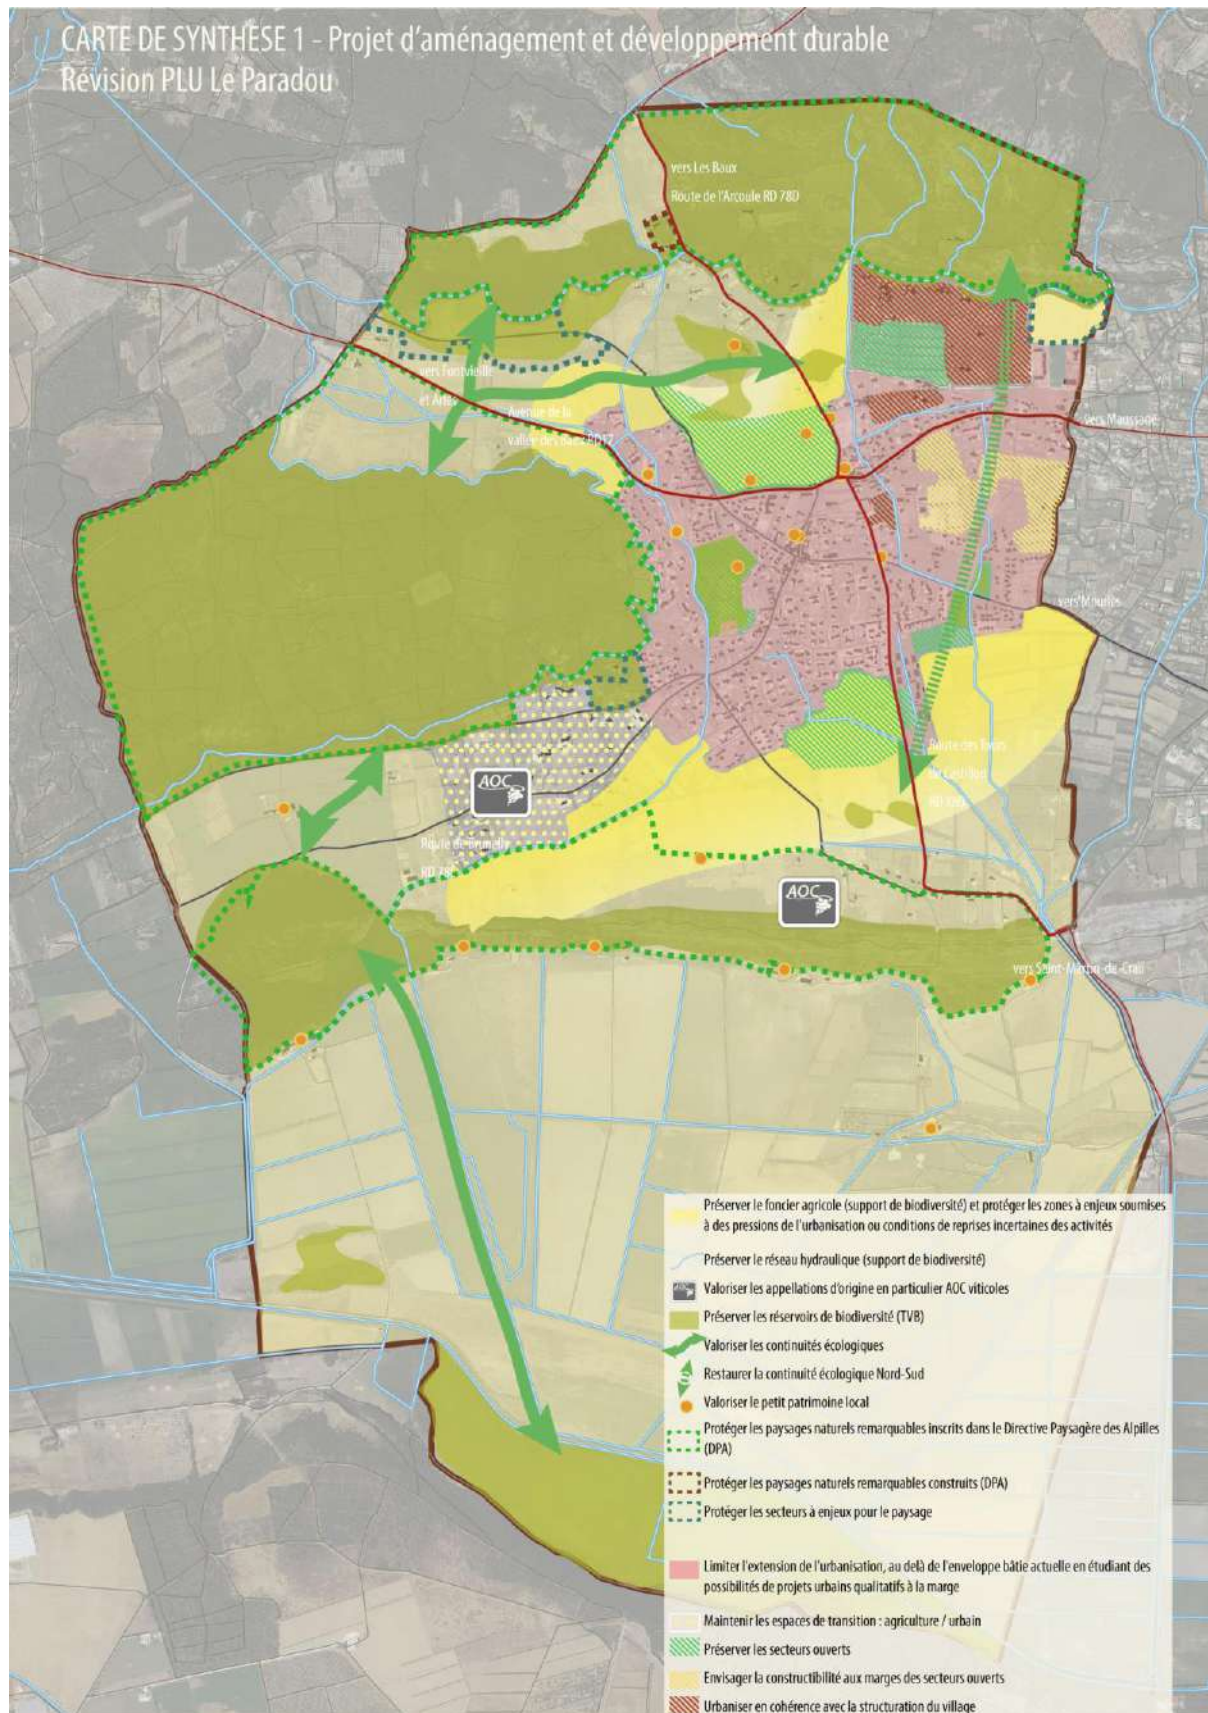 CARTE DE SYNTHESE 1 - Projet d'aménagement et développement durable
Révision PLU Le Paradou
vers Les Baux
Route de l'Arcoule RD 78D
vers Fontvieille
et Arles
Avenue de la
vallée des Baux RD17
vers Maussane
vers Mouriès
Route des Tours
de Castillon
RD 78E
AOC
Route de Brunelly
RD 78
AOC
vers Saint-Martin-de-Crau
Préserver le foncier agricole (support de biodiversité) et protéger les zones à enjeux soumises
à des pressions de l'urbanisation ou conditions de reprises incertaines des activités
Préserver le réseau hydraulique (support de biodiversité)
AOC
Valoriser les appellations d'origine en particulier AOC viticoles
Préserver les réservoirs de biodiversité (TVB)
Valoriser les continuités écologiques
Restaurer la continuité écologique Nord-Sud
Valoriser le petit patrimoine local
Protéger les paysages naturels remarquables inscrits dans le Directive Paysagère des Alpilles
(DPA)
Protéger les paysages naturels remarquables construits (DPA)
Protéger les secteurs à enjeux pour le paysage
Limiter l'extension de l'urbanisation, au delà de l'enveloppe bâtie actuelle en étudiant des
possibilités de projets urbains qualitatifs à la marge
Maintenir les espaces de transition : agriculture / urbain
Préserver les secteurs ouverts
Envisager la constructibilité aux marges des secteurs ouverts
Urbaniser en cohérence avec la structuration du village